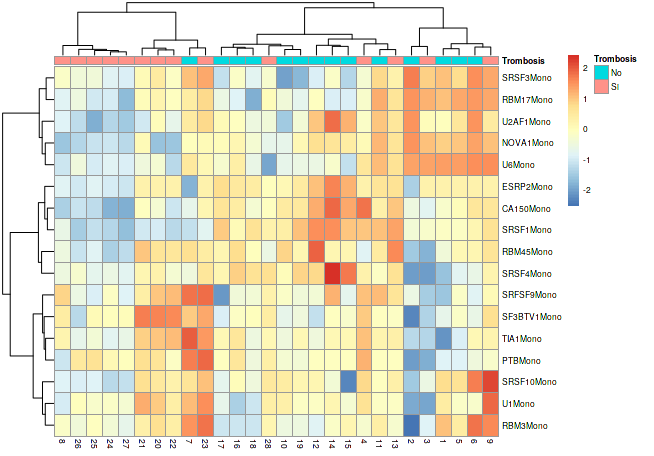 Trombosis
SRSF3Mono
RBM17Mono
U2AF1Mono
NOVA1Mono
U6Mono
ESRP2Mono
CA150Mono
SRSF1Mono
RBM45Mono
SRSF4Mono
SRFSF9Mono
SF3BTV1Mono
TIA1Mono
PTBMono
SRSF10Mono
U1Mono
RBM3Mono
8 26 25 24 27 21 20 22 7 23 17 16 18 28 10 19 12 14 15 4 11 13 2 3 1 5 6 9
2
1
0
-1
-2
Trombosis
No
SI